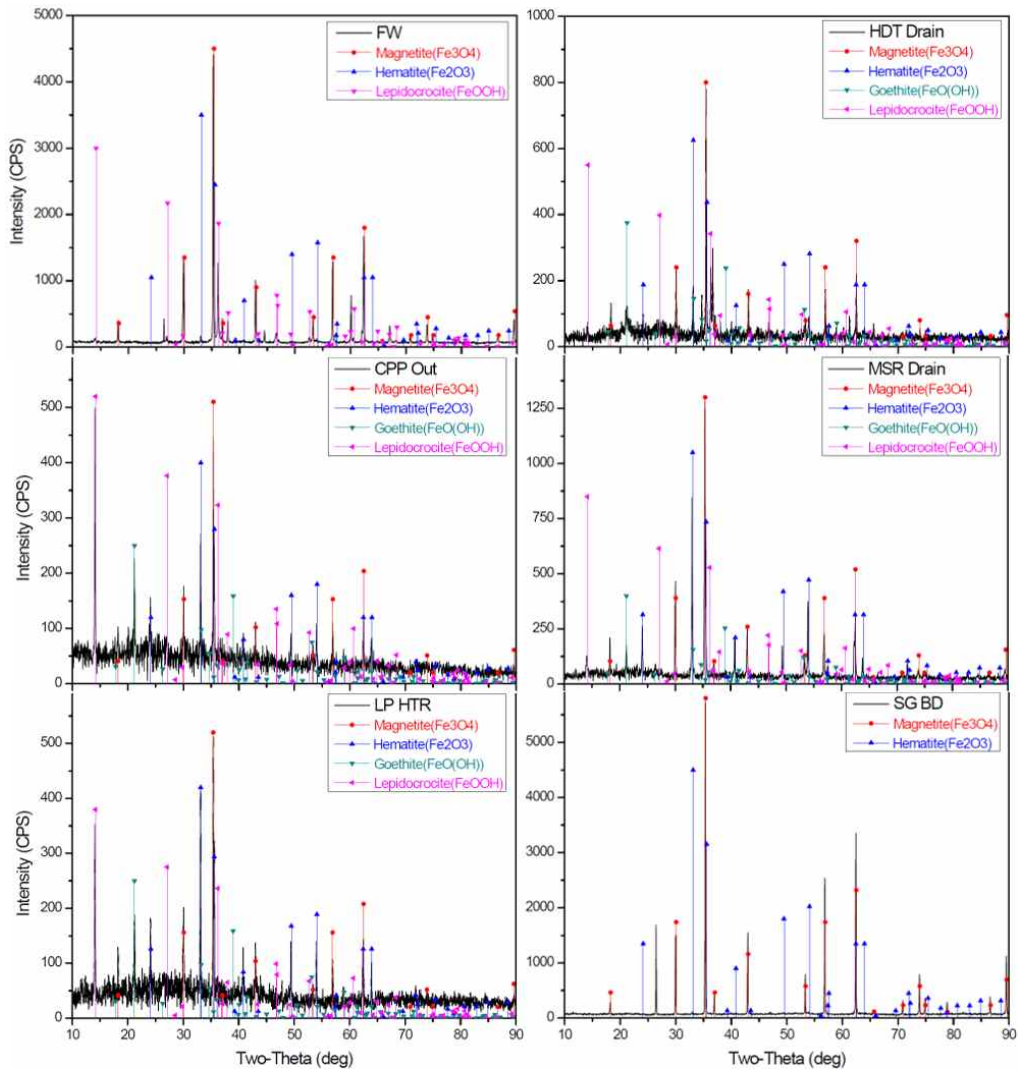 FW
Magnetite(Fe3O4)
Hematite(Fe2O3)
Lepidocrocite(FeOOH)
5000
4000
3000
2000
1000
0
Intensity (CPS)
HDT Drain
Magnetite(Fe3O4)
Hematite(Fe2O3)
Goethite(FeO(OH))
Lepidocrocite(FeOOH)
1000
800
600
400
200
0
CPP Out
Magnetite(Fe3O4)
Hematite(Fe2O3)
Goethite(FeO(OH))
Lepidocrocite(FeOOH)
500
400
300
200
100
0
Intensity (CPS)
MSR Drain
Magnetite(Fe3O4)
Hematite(Fe2O3)
Goethite(FeO(OH))
Lepidocrocite(FeOOH)
1250
1000
750
500
250
0
LP HTR
Magnetite(Fe3O4)
Hematite(Fe2O3)
Goethite(FeO(OH))
Lepidocrocite(FeOOH)
500
400
300
200
100
0
Intensity (CPS)
10 20 30 40 50 60 70 80 90
Two-Theta (deg)
SG BD
Magnetite(Fe3O4)
Hematite(Fe2O3)
5000
4000
3000
2000
1000
0
10 20 30 40 50 60 70 80 90
Two-Theta (deg)